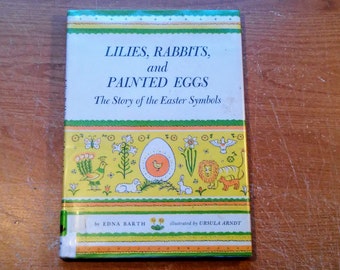 LILIES, RABBITS,
and
PAINTED EGGS
The Story of the Easter Symbols
by EDNA BARTH illustrated by URSULA ARNDT